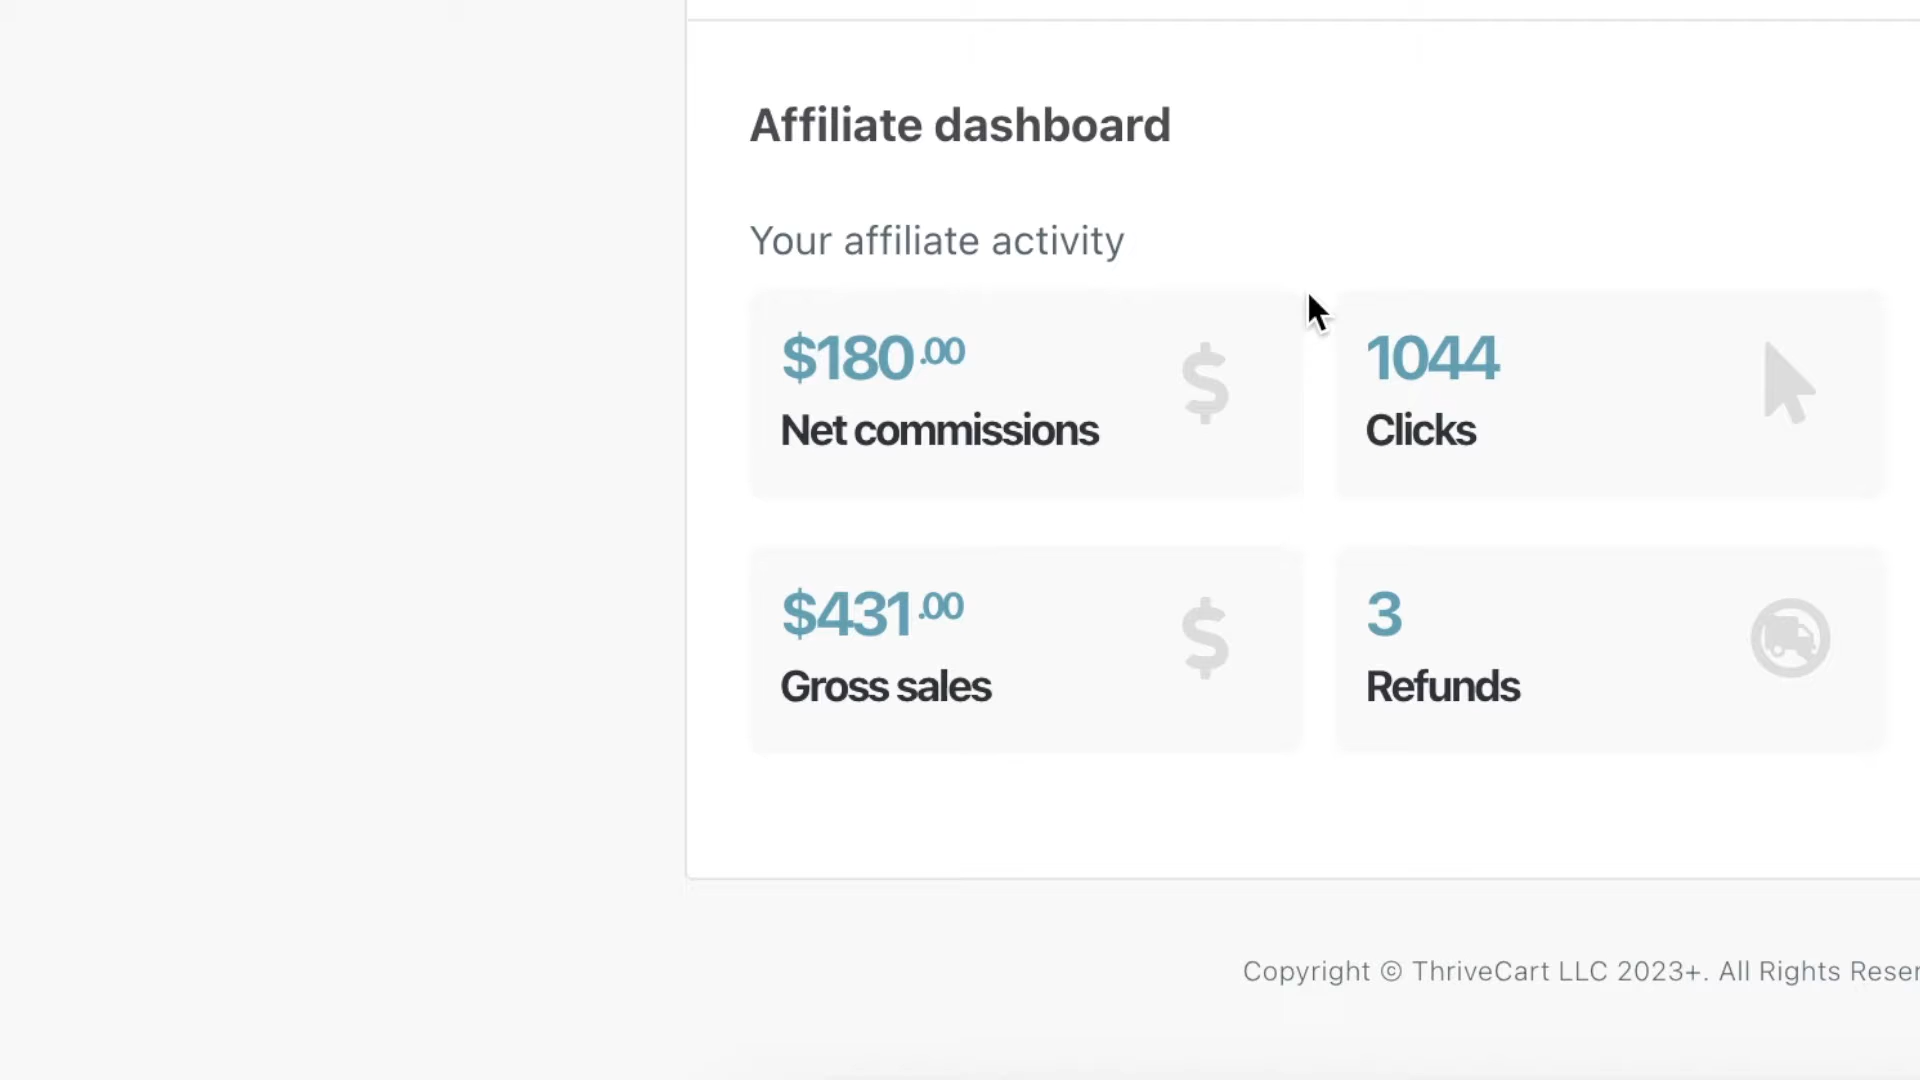 Affiliate dashboard
Your affiliate activity
$180.00
Net commissions
1044
Clicks
$431.00
Gross sales
3
Refunds
Copyright © ThriveCart LLC 2023+. All Rights Reser